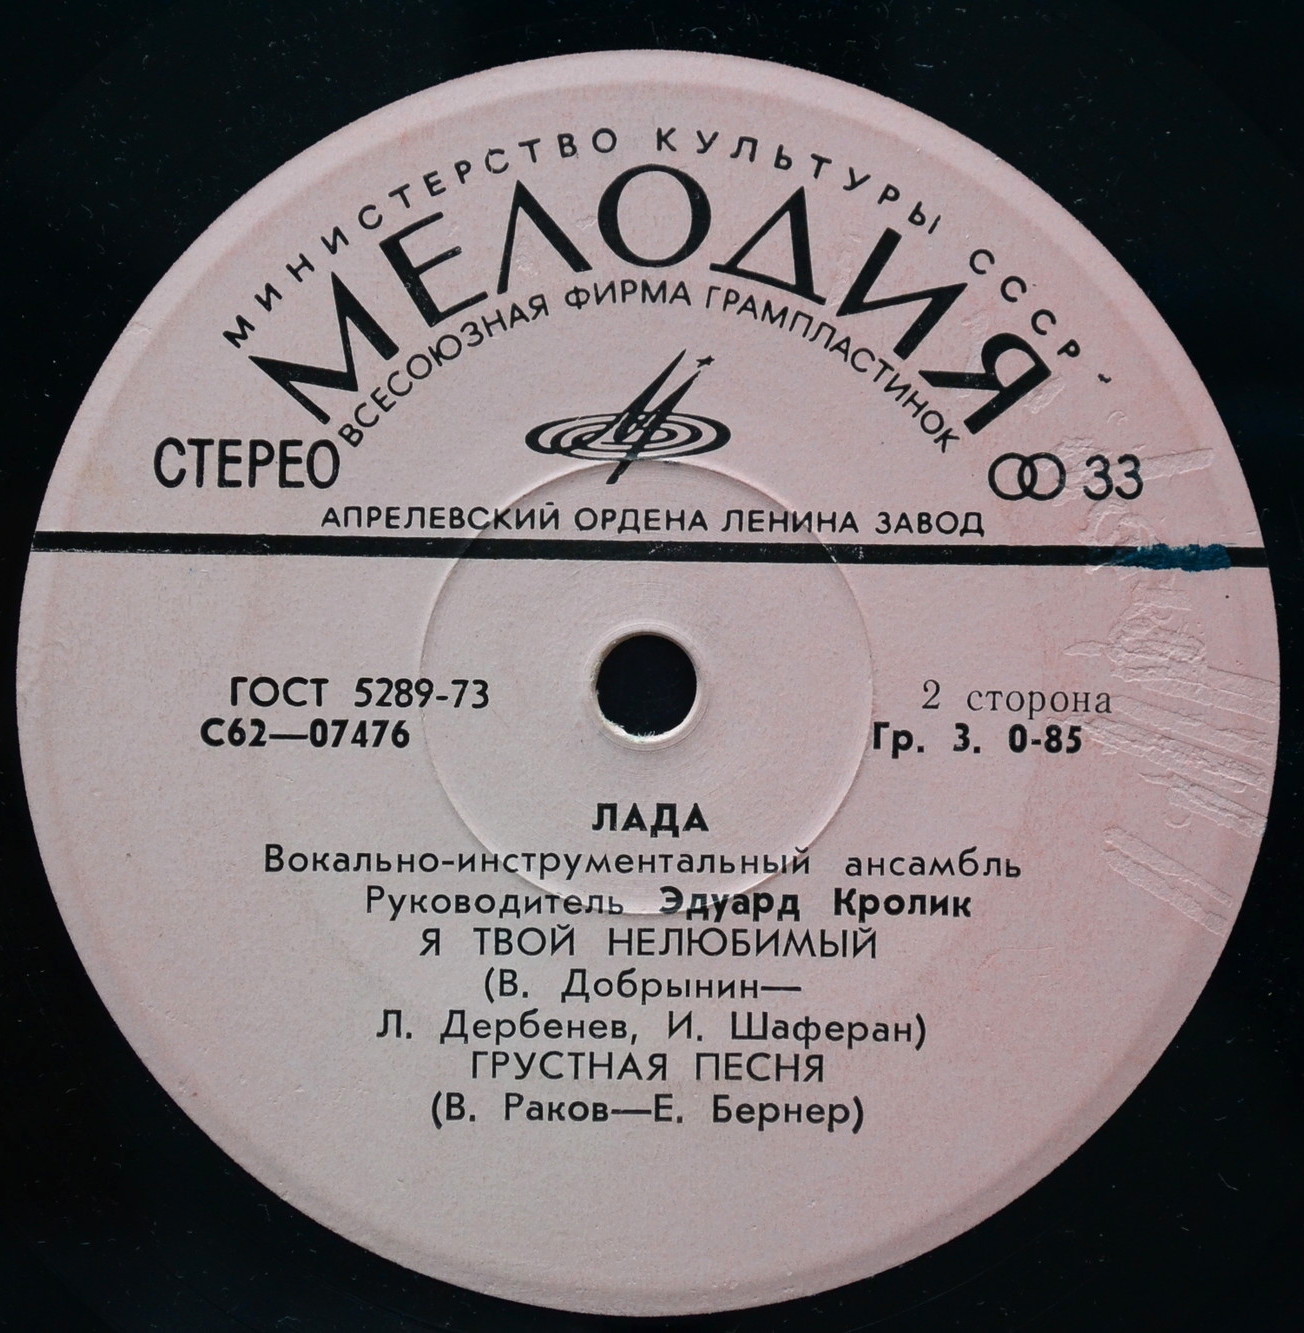 МИНИСТЕРСТВО КУЛЬТУРЫ СССР
МЕЛОДИЯ
ВСЕСОЮЗНАЯ ФИРМА ГРАМПЛАСТИНОК
СТЕРЕО
33
АПРЕЛЕВСКИЙ ОРДЕНА ЛЕНИНА ЗАВОД
ГОСТ 5289-73
2 сторона
С62—07476
Гр. 3. 0-85
ЛАДА
Вокально-инструментальный ансамбль
Руководитель Эдуард Кролик
Я ТВОЙ НЕЛЮБИМЫЙ
(В. Добрынин—
Л. Дербенев, И. Шаферан)
ГРУСТНАЯ ПЕСНЯ
(В. Раков—Е. Бернер)